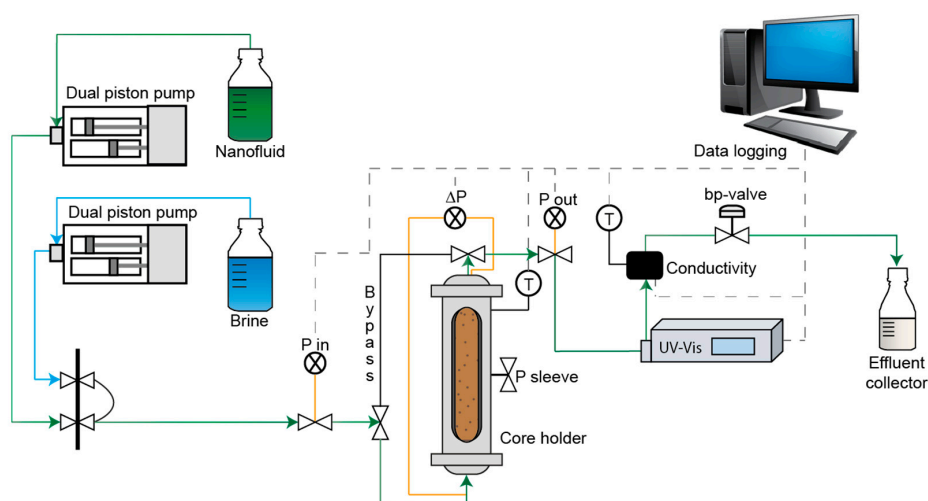 Dual piston pump
Nanofluid
Dual piston pump
Brine
P in
Bypass
ΔP
P out
T
P sleeve
Core holder
T
Conductivity
bp-valve
UV-Vis
Data logging
Effluent
collector